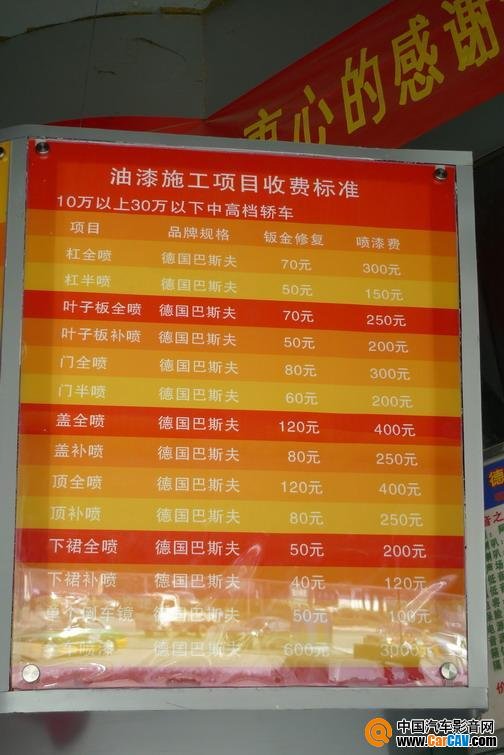 衷心的感谢
油漆施工项目收费标准
10万以上30万以下中高档轿车
项目 品牌规格 钣金修复 喷漆费
杠全喷 德国巴斯夫 70元 300元
杠半喷 德国巴斯夫 50元 150元
叶子板全喷 德国巴斯夫 70元 250元
叶子板补喷 德国巴斯夫 50元 200元
门全喷 德国巴斯夫 80元 300元
门半喷 德国巴斯夫 60元 200元
盖全喷 德国巴斯夫 120元 400元
盖补喷 德国巴斯夫 80元 250元
顶全喷 德国巴斯夫 120元 400元
顶补喷 德国巴斯夫 80元 250元
下裙全喷 德国巴斯夫 50元 200元
下裙补喷 德国巴斯夫 40元 120元
单个倒车镜 德国巴斯夫 50元 100元
车喷漆 德国巴斯夫 600元 3000元
德
中国汽车影音网
www.CarCAV.com